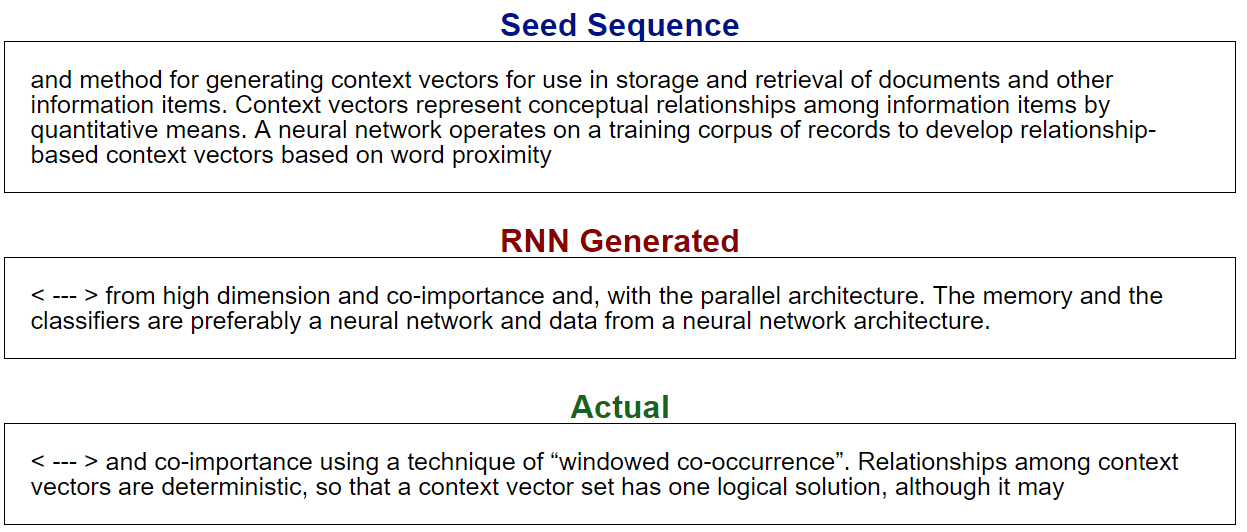 Seed Sequence
and method for generating context vectors for use in storage and retrieval of documents and other
information items. Context vectors represent conceptual relationships among information items by
quantitative means. A neural network operates on a training corpus of records to develop relationship-
based context vectors based on word proximity
RNN Generated
< --- > from high dimension and co-importance and, with the parallel architecture. The memory and the
classifiers are preferably a neural network and data from a neural network architecture.
Actual
< --- > and co-importance using a technique of “windowed co-occurrence”. Relationships among context
vectors are deterministic, so that a context vector set has one logical solution, although it may